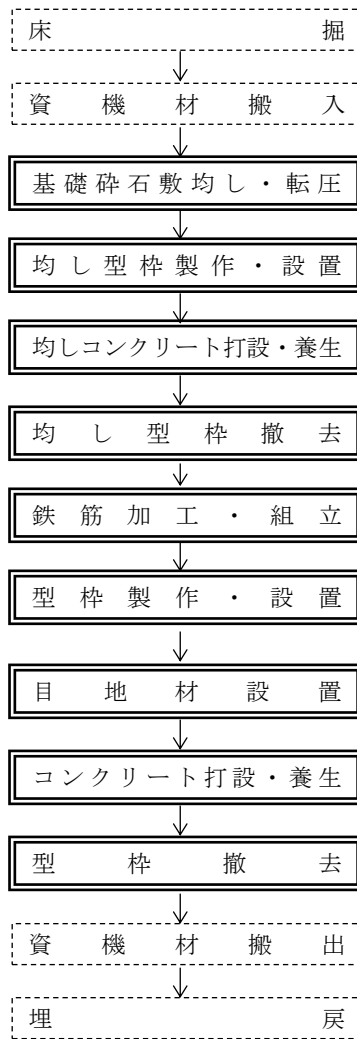 床掘
資機材搬入
基礎砕石敷均し・転圧
均し型枠製作・設置
均しコンクリート打設・養生
均し型枠撤去
鉄筋加工・組立
型枠製作・設置
目地材設置
コンクリート打設・養生
型枠撤去
資機材搬出
埋戻